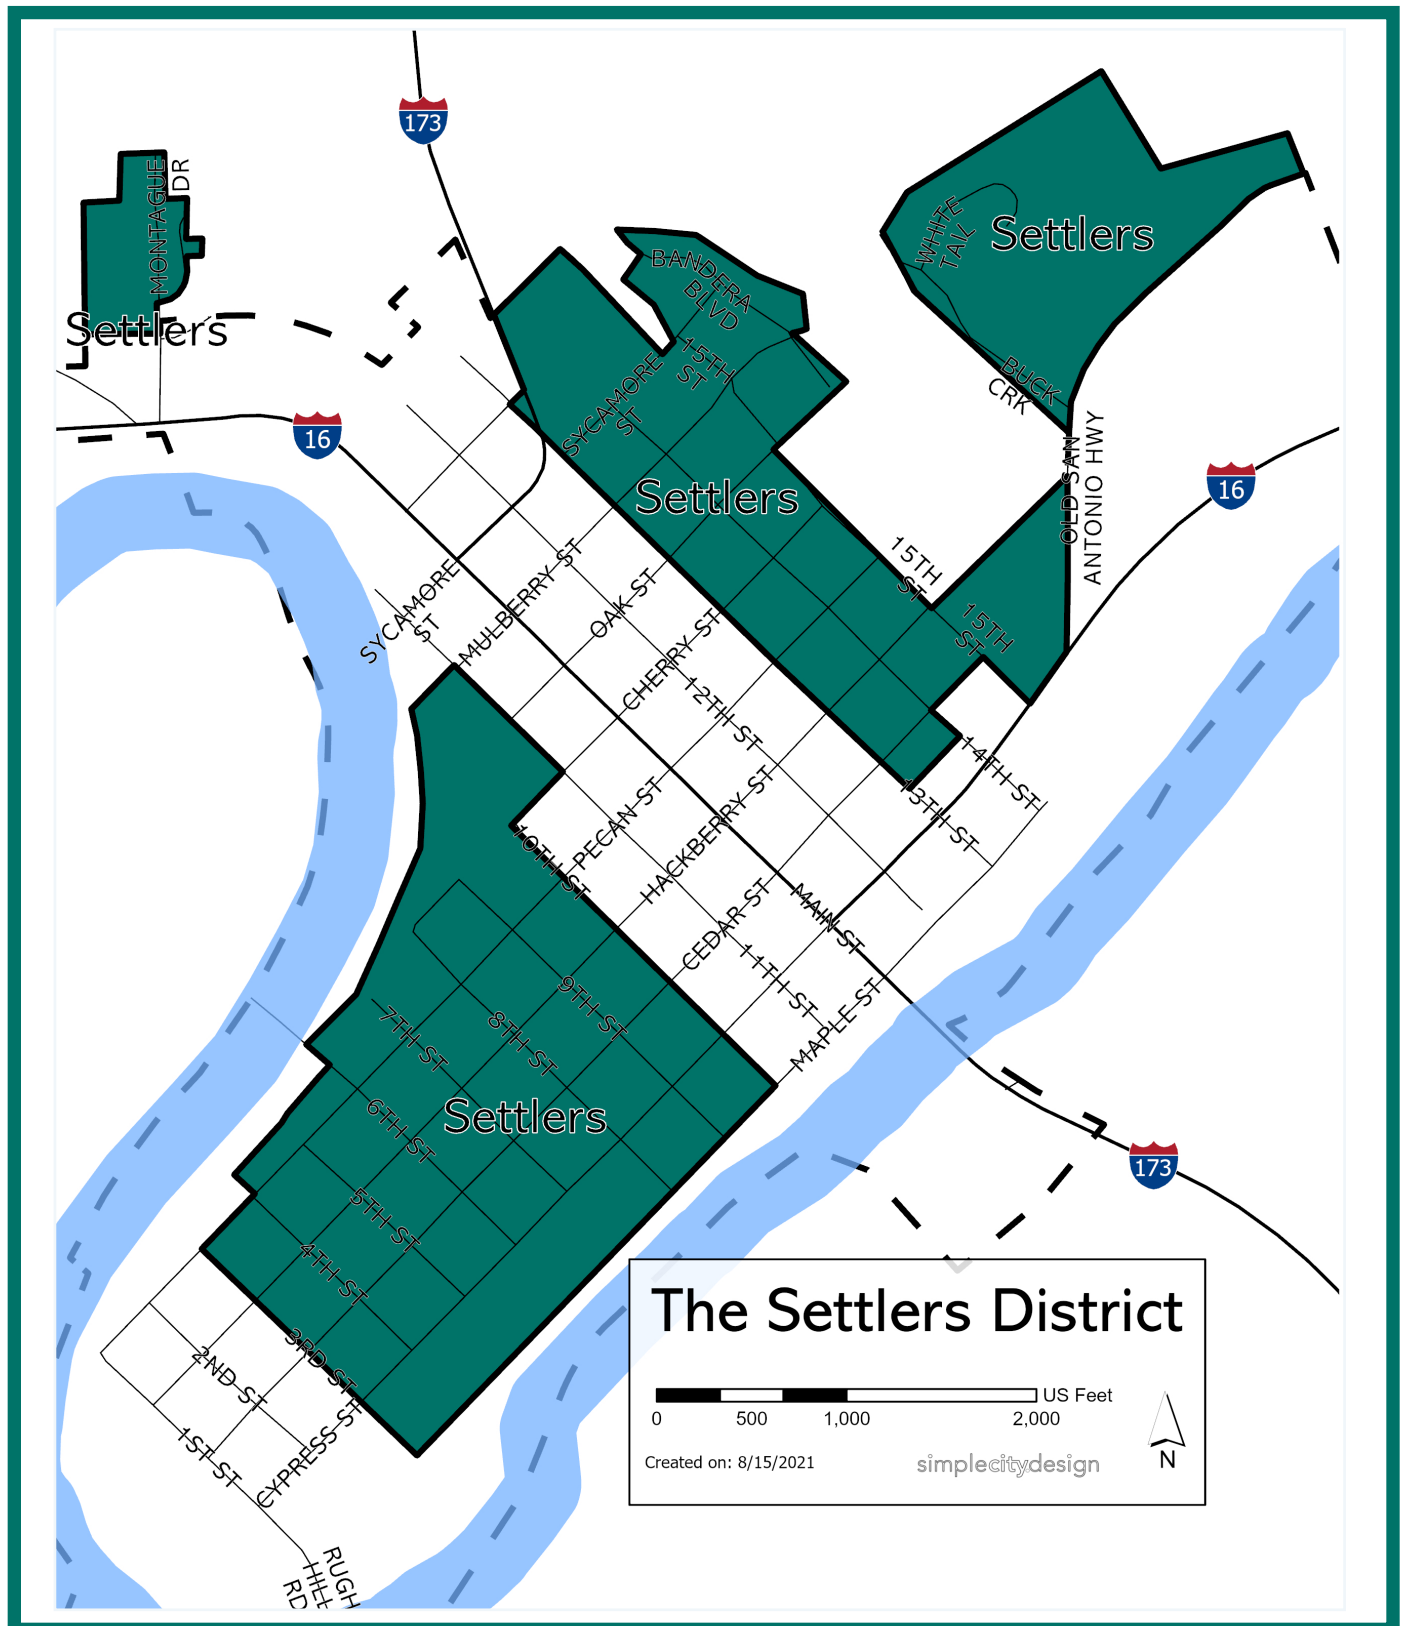 173
MONTAGUE
DR
Settlers
WHITE
TAIL
Settlers
BANDERA
BLVD
15TH
ST
SYCAMORE
ST
BUCK
CRK
16
OLD SAN
ANTONIO HWY
16
Settlers
15TH
ST
15TH
ST
SYCAMORE
ST
MULBERRY ST
OAK ST
CHERRY ST
12TH ST
14TH ST
13TH ST
PECAN ST
HACKBERRY ST
10TH ST
CEDAR ST
MAIN ST
11TH ST
MAPLE ST
9TH ST
8TH ST
7TH ST
6TH ST
Settlers
5TH ST
4TH ST
3RD ST
2ND ST
1ST ST
CYPRESS ST
RUGH
HILL
RD
173
The Settlers District
US Feet
0 500 1,000 2,000
Created on: 8/15/2021
simplecitydesign
N